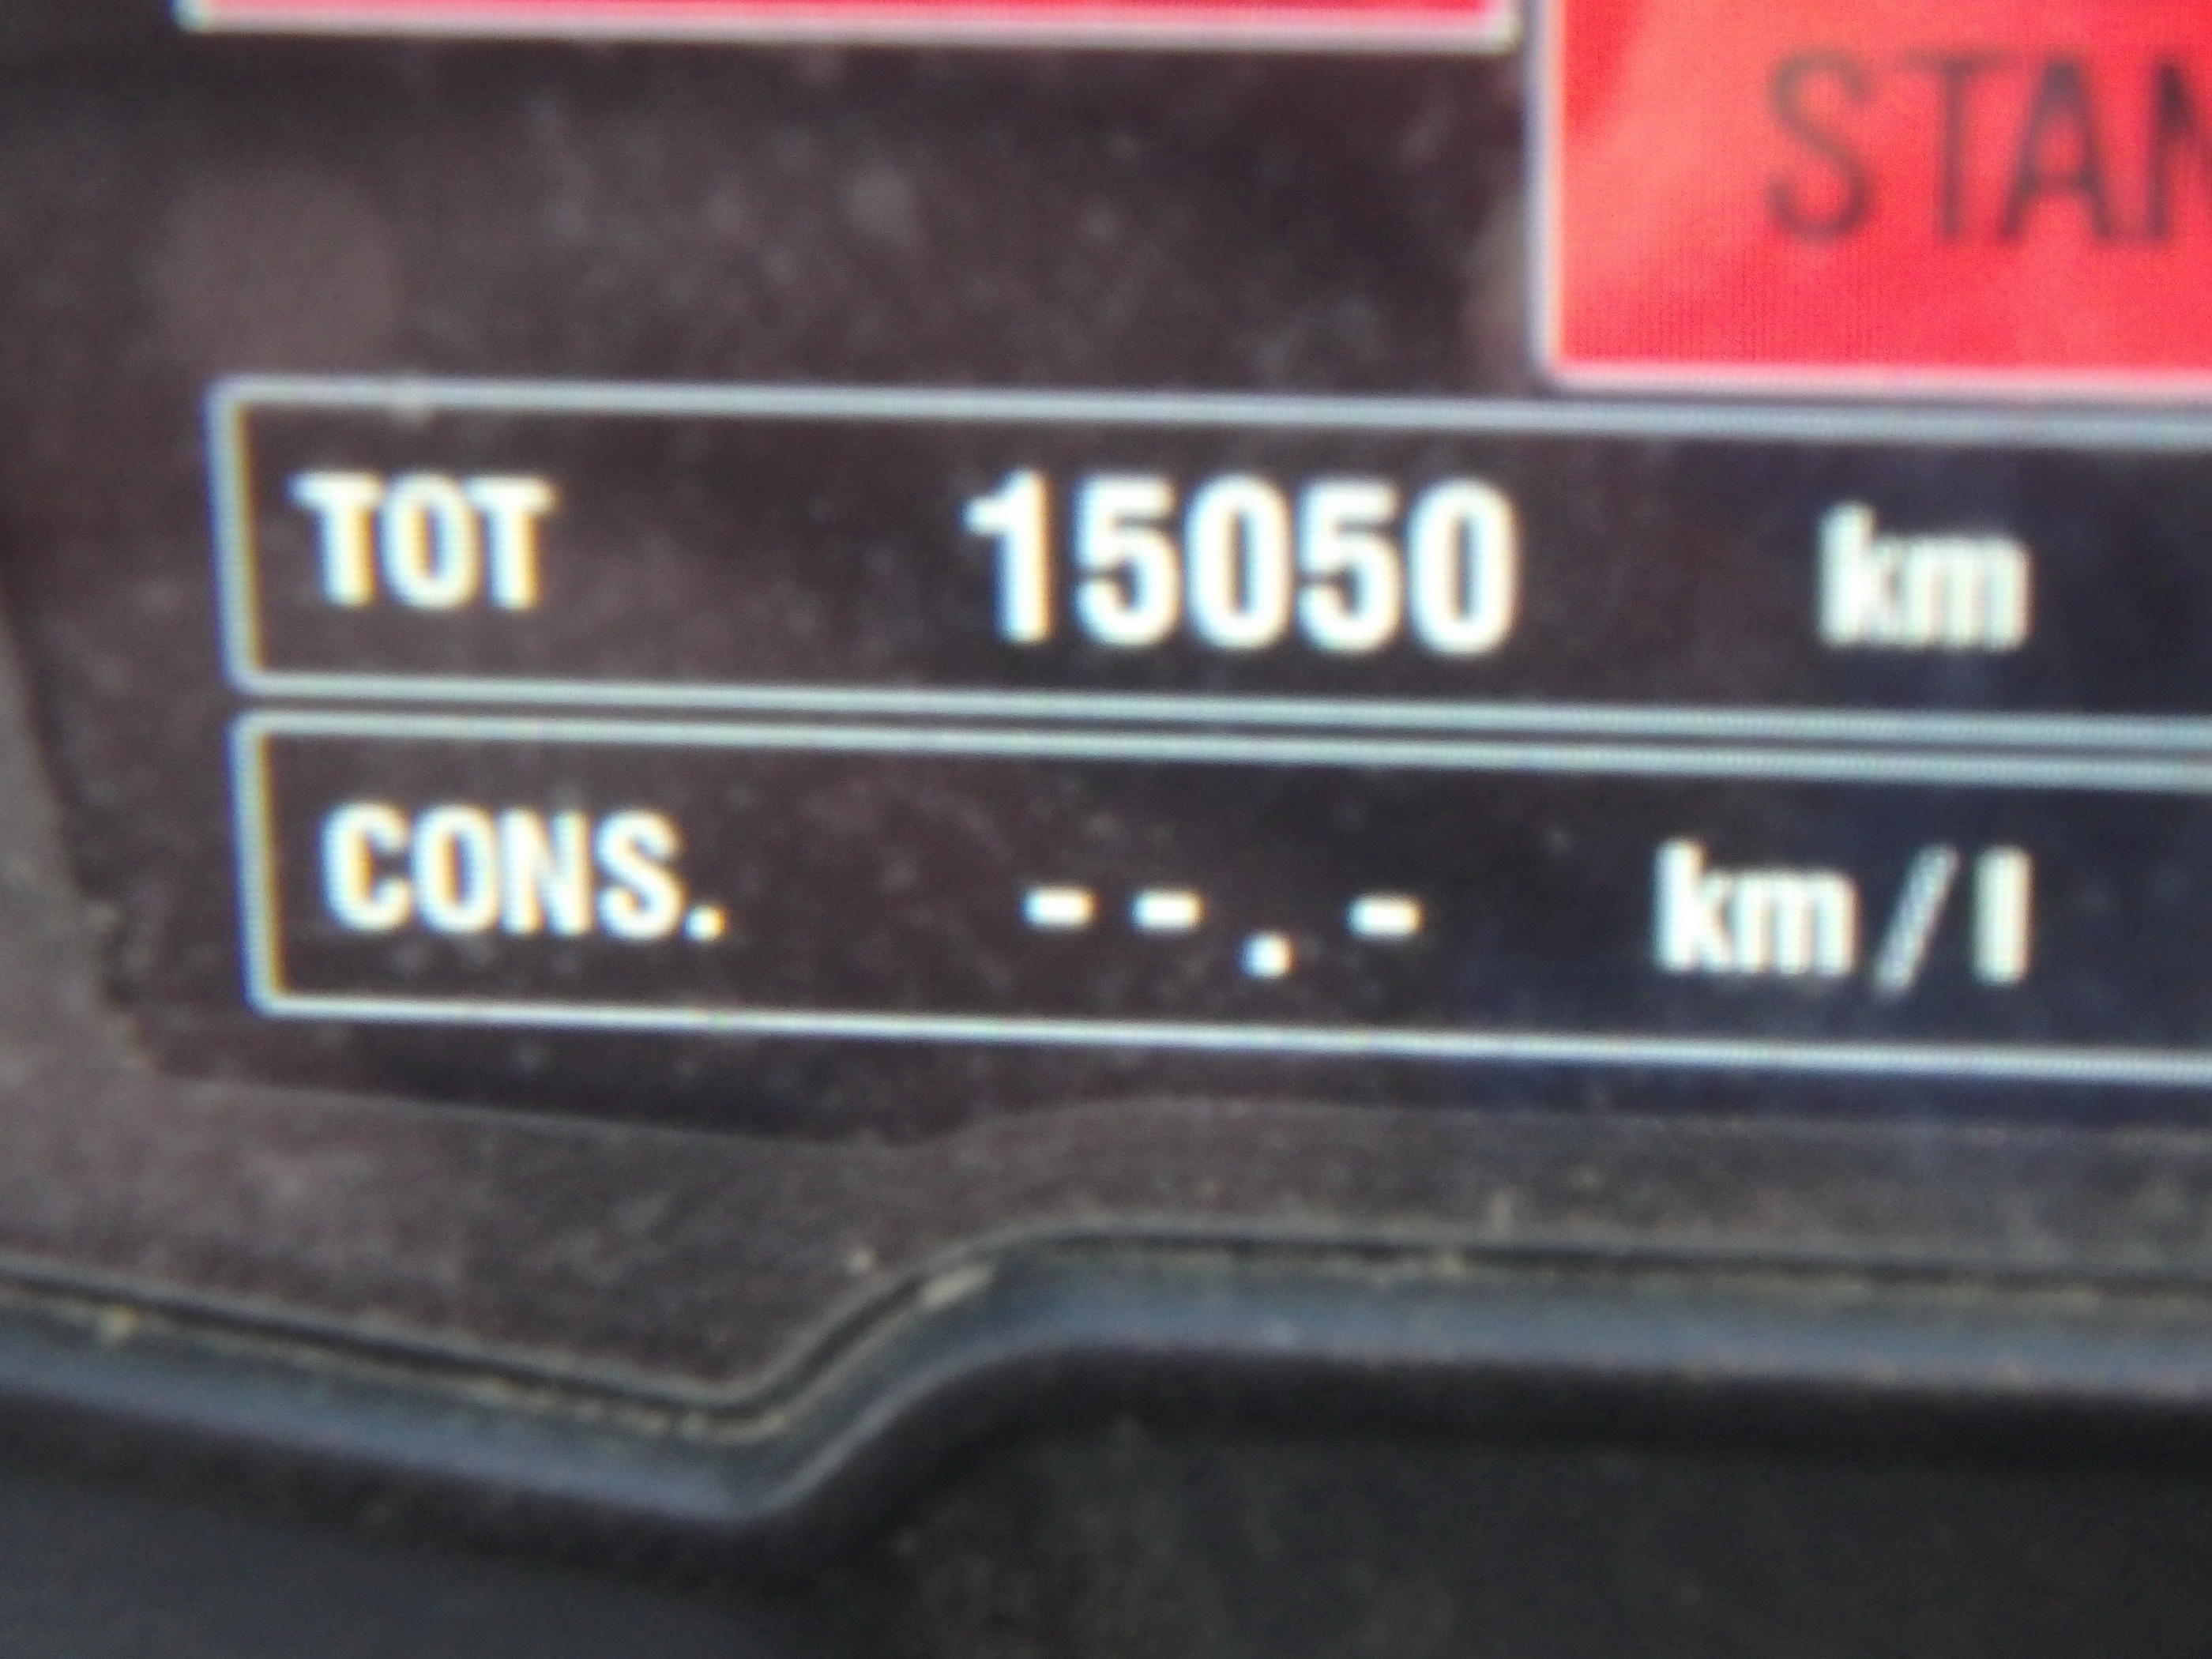 TOT 15050 km
CONS. --.- km/l